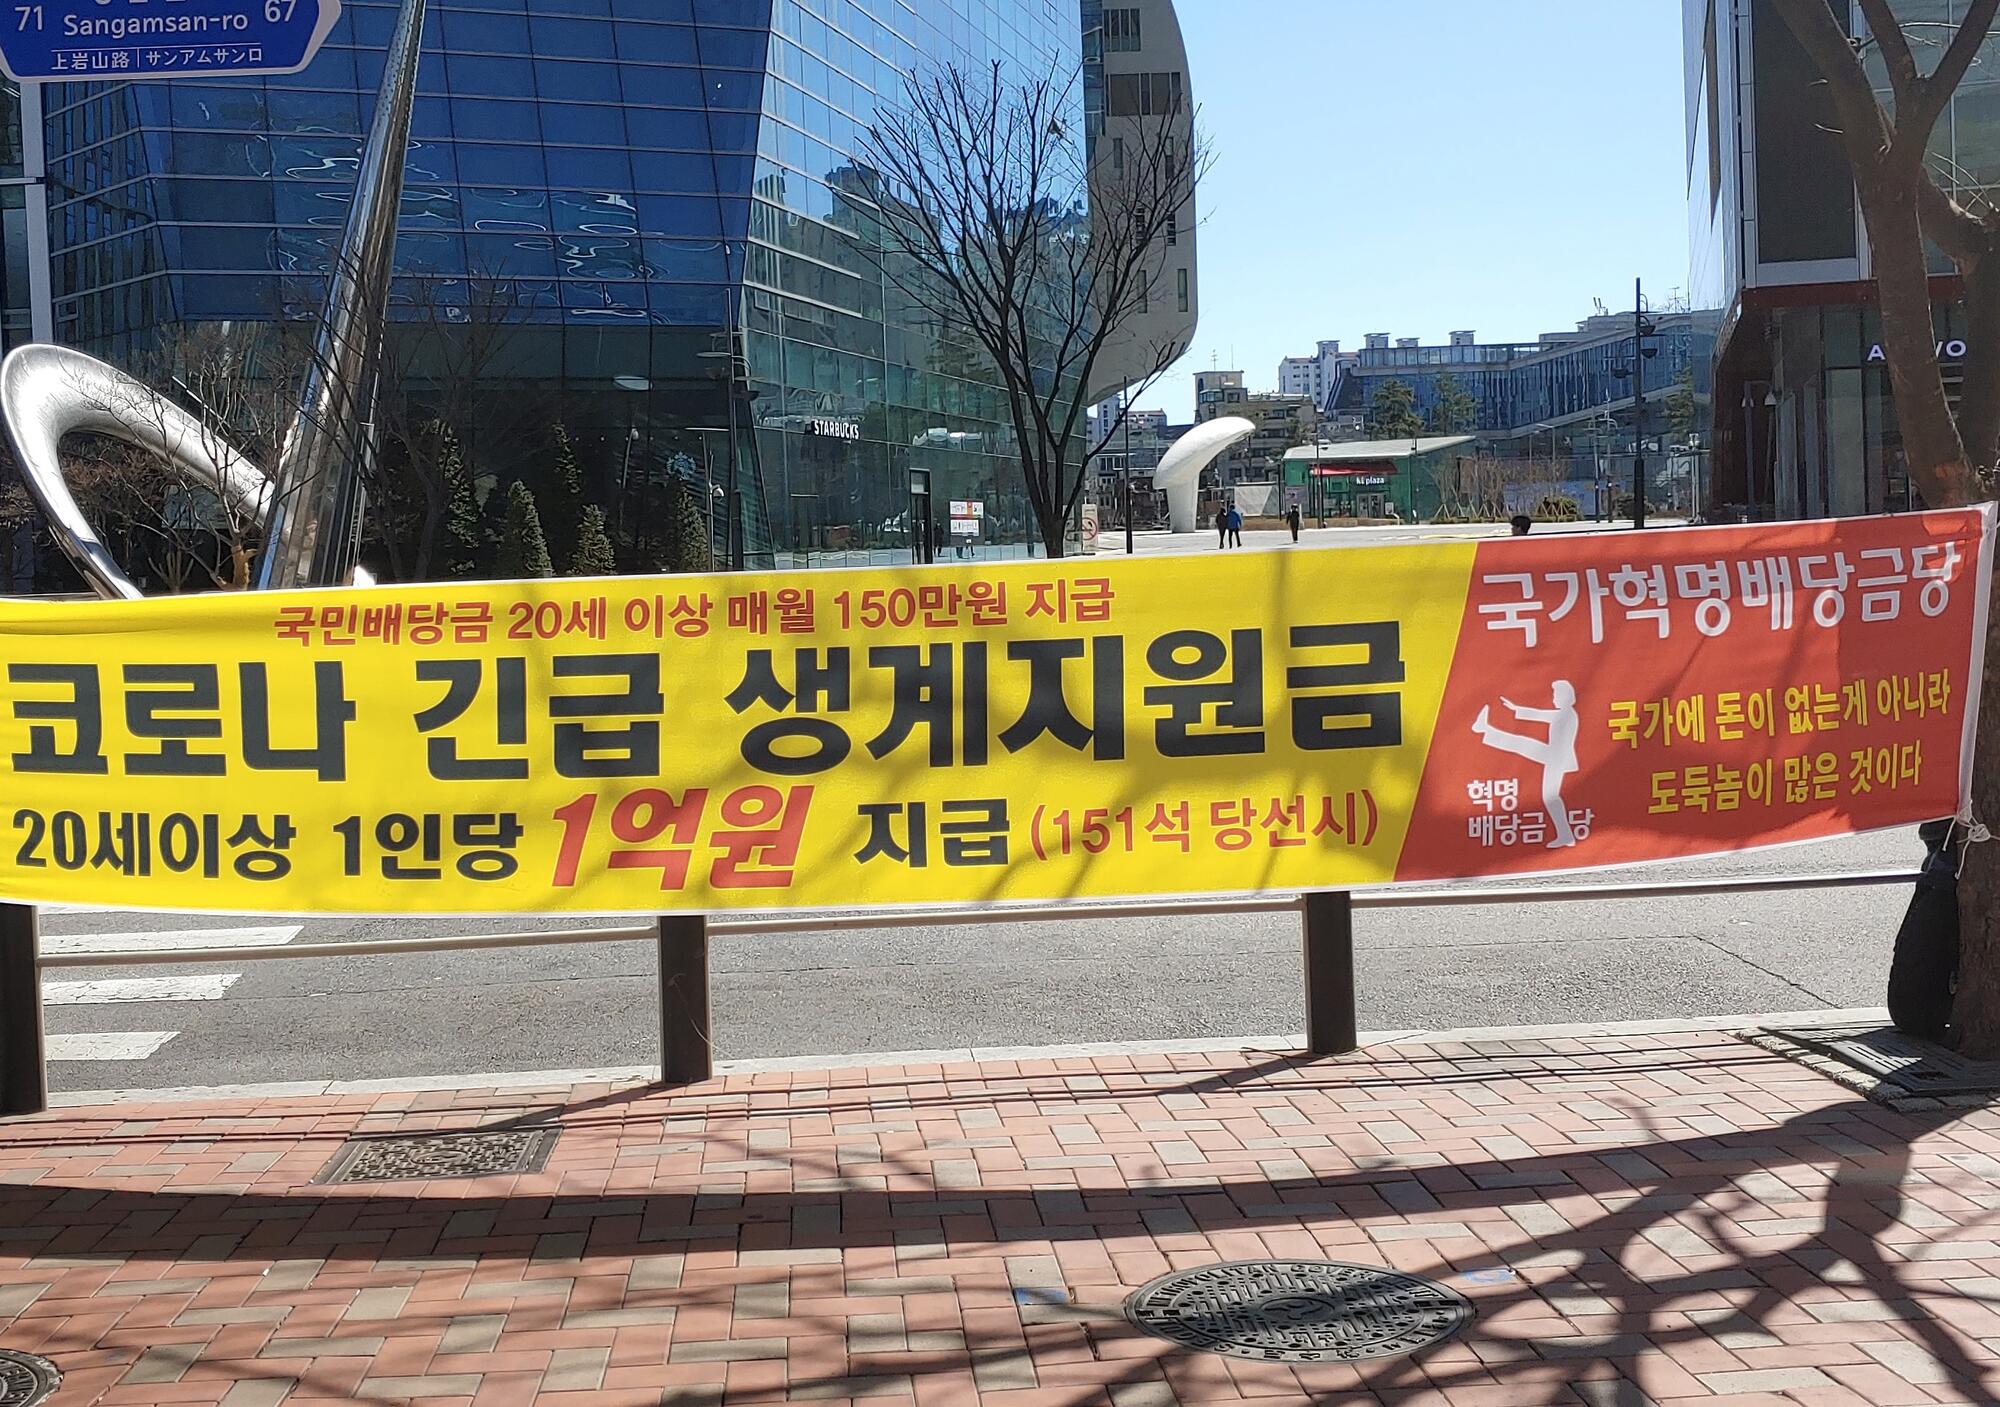 71 Sangamsan-ro 67
上岩山路 | サンアムサンロ
STARBUCKS
kt plaza
국민배당금 20세 이상 매월 150만원 지급
코로나 긴급 생계지원금
20세이상 1인당 1억원 지급 (151석 당선시)
국가혁명배당금당
국가에 돈이 없는게 아니라
도둑놈이 많은 것이다
혁명
배당금당